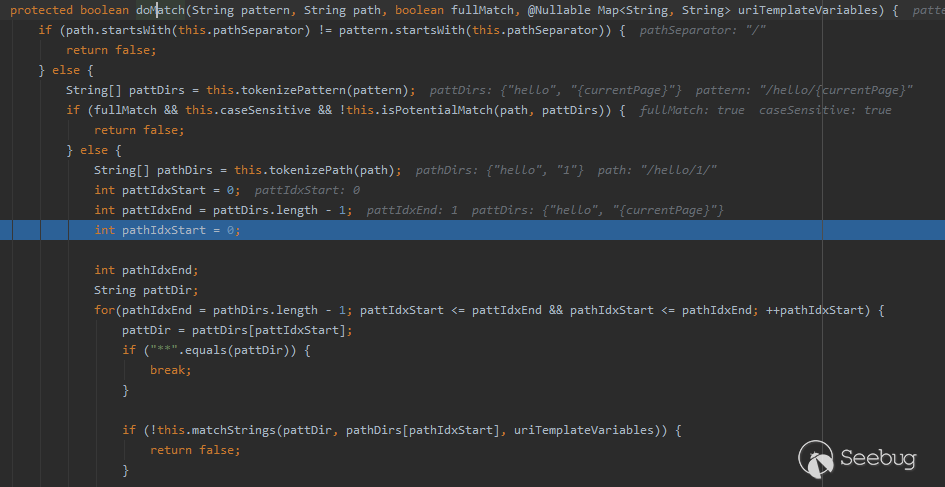 protected boolean doMatch(String pattern, String path, boolean fullMatch, @Nullable Map<String, String> uriTemplateVariables) { patte
if (path.startsWith(this.pathSeparator) != pattern.startsWith(this.pathSeparator)) { pathSeparator: "/"
return false;
} else {
String[] pattDirs = this.tokenizePattern(pattern); pattDirs: {"hello", "{currentPage}"} pattern: "/hello/{currentPage}"
if (fullMatch && this.caseSensitive && !this.isPotentialMatch(path, pattDirs)) { fullMatch: true caseSensitive: true
return false;
} else {
String[] pathDirs = this.tokenizePath(path); pathDirs: {"hello", "1"} path: "/hello/1/"
int pattIdxStart = 0; pattIdxStart: 0
int pattIdxEnd = pattDirs.length - 1; pattIdxEnd: 1 pattDirs: {"hello", "{currentPage}"}
int pathIdxStart = 0;
int pathIdxEnd;
String pattDir;
for(pathIdxEnd = pathDirs.length - 1; pattIdxStart <= pattIdxEnd && pathIdxStart <= pathIdxEnd; ++pathIdxStart) {
pattDir = pattDirs[pattIdxStart];
if ("**".equals(pattDir)) {
break;
}
if (!this.matchStrings(pattDir, pathDirs[pathIdxStart], uriTemplateVariables)) {
return false;
}
Seebug